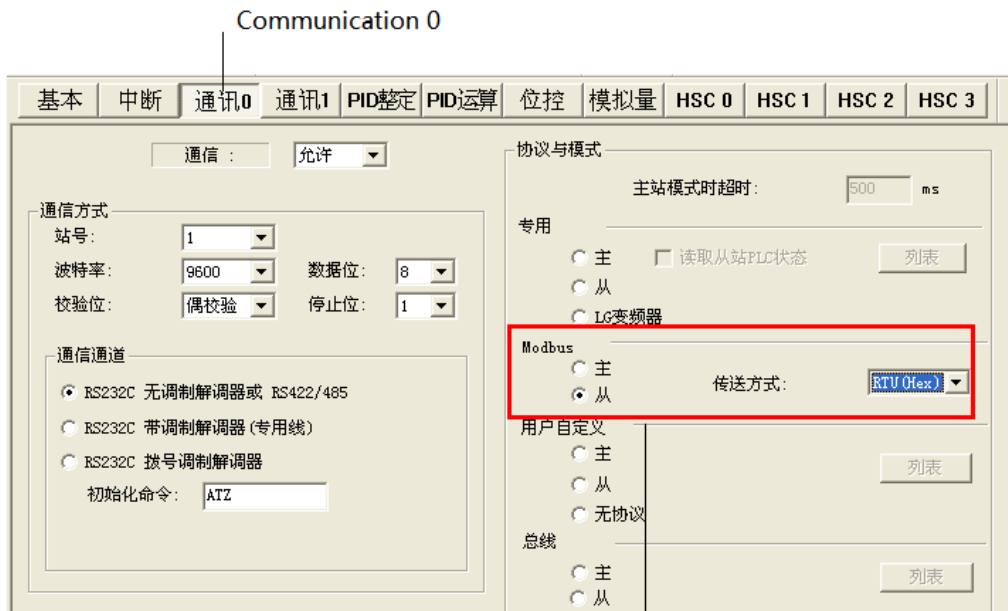 Communication 0
基本 中断 通讯0 通讯1 PID整定 PID运算 位控 模拟量 HSC 0 HSC 1 HSC 2 HSC 3
通信 : 允许
通信方式
站号: 1
波特率: 9600 数据位: 8
校验位: 偶校验 停止位: 1
通信通道
RS232C 无调制解调器或 RS422/485
RS232C 带调制解调器(专用线)
RS232C 拨号调制解调器
初始化命令: ATZ
协议与模式
主站模式时超时: 500 ms
专用
主 读取从站PLC状态 列表
从
LG变频器
Modbus
主
从 传送方式: RTU(Hex)
用户自定义
主 列表
从
无协议
总线
主 列表
从